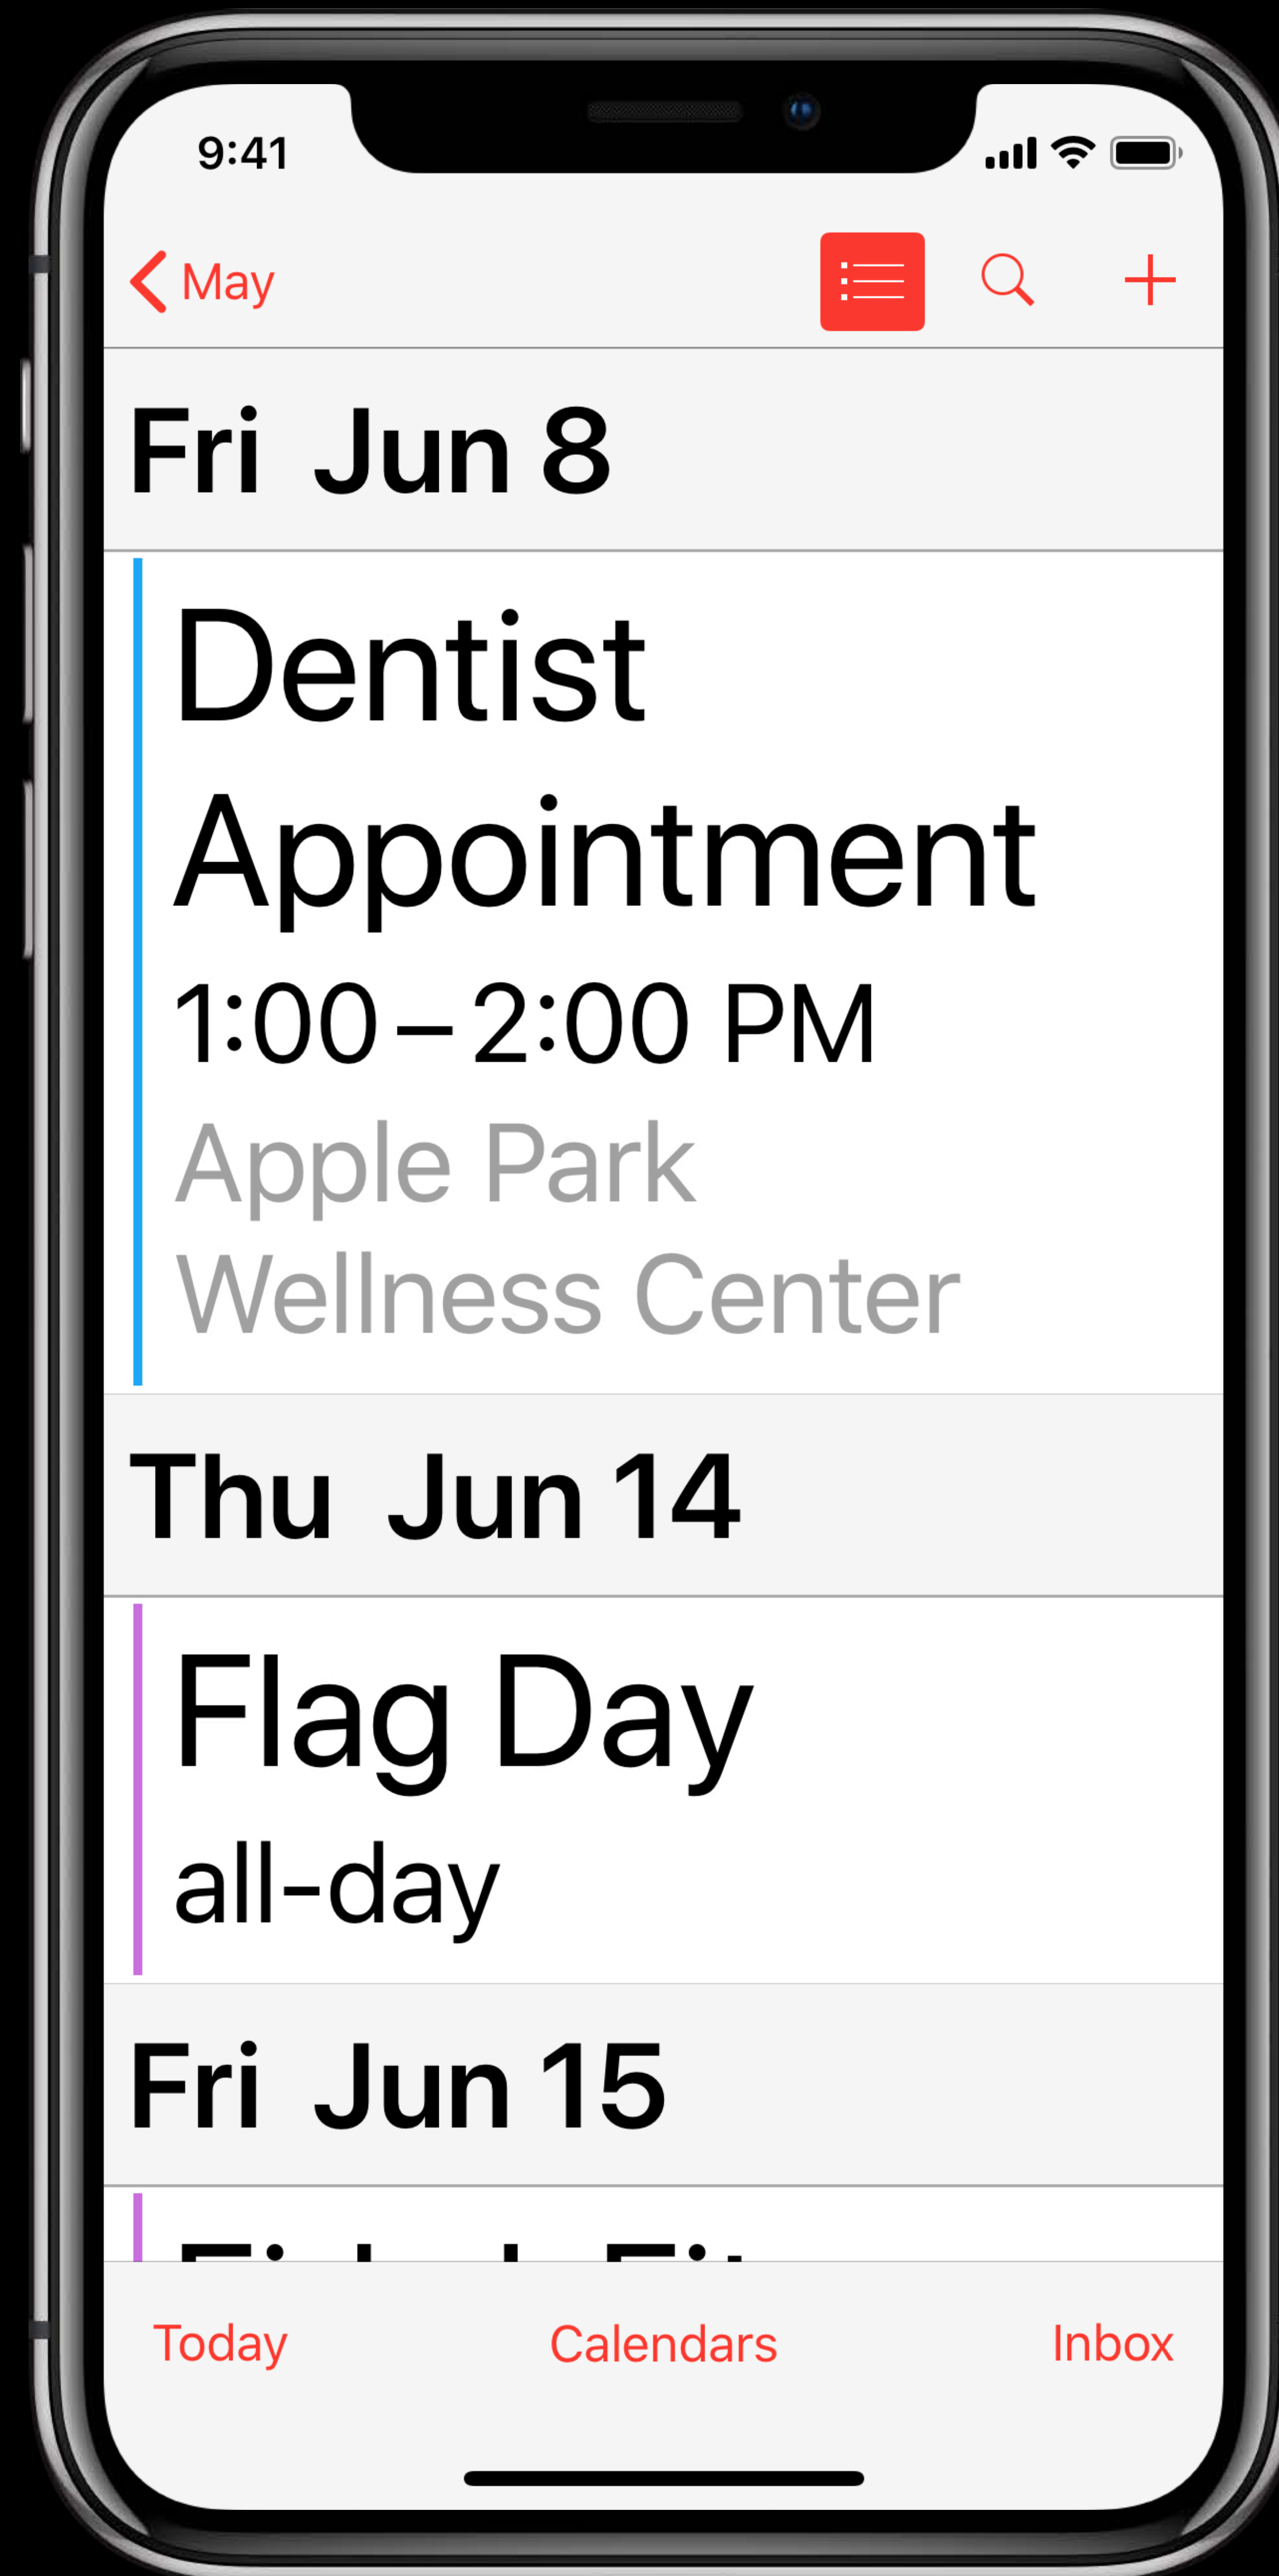 9:41
May
Fri Jun 8
Dentist
Appointment
1:00 – 2:00 PM
Apple Park
Wellness Center
Thu Jun 14
Flag Day
all-day
Fri Jun 15
Today Calendars Inbox